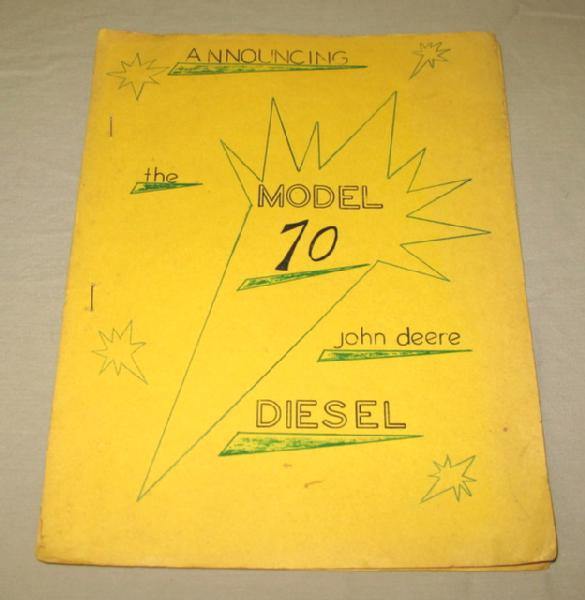 ANNOUNCING
the
MODEL
70
john deere
DIESEL